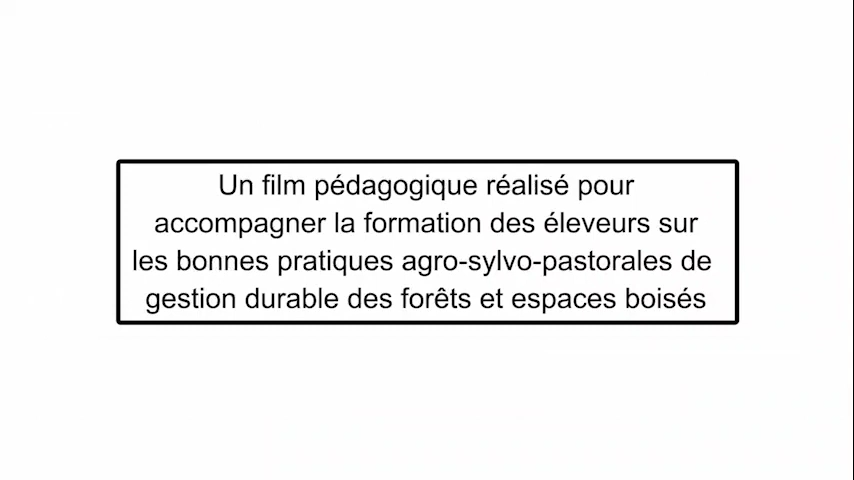 Un film pédagogique réalisé pour
accompagner la formation des éleveurs sur
les bonnes pratiques agro-sylvo-pastorales de
gestion durable des forêts et espaces boisés